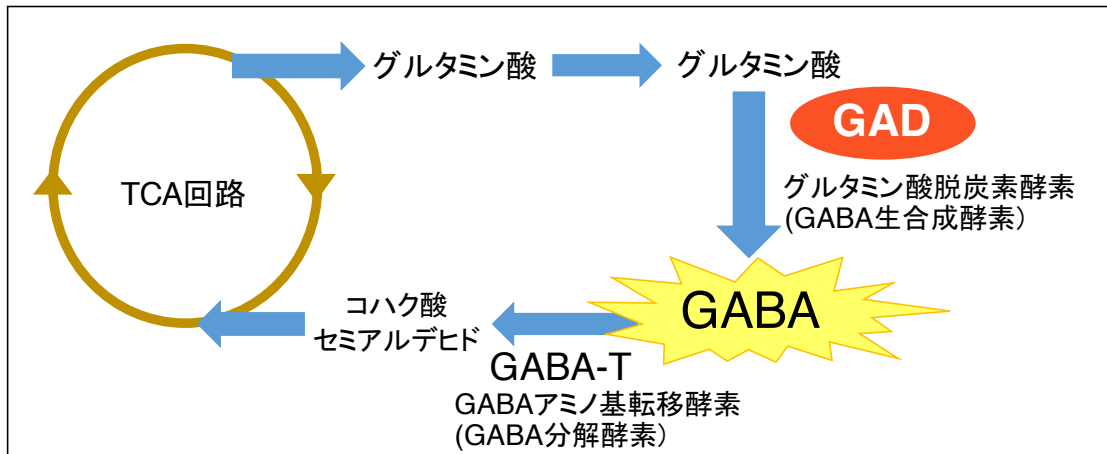 グルタミン酸
グルタミン酸
GAD
TCA回路
グルタミン酸脱炭素酵素
(GABA生合成酵素）
コハク酸
セミアルデヒド
GABA
GABA-T
GABAアミノ基転移酵素
(GABA分解酵素）